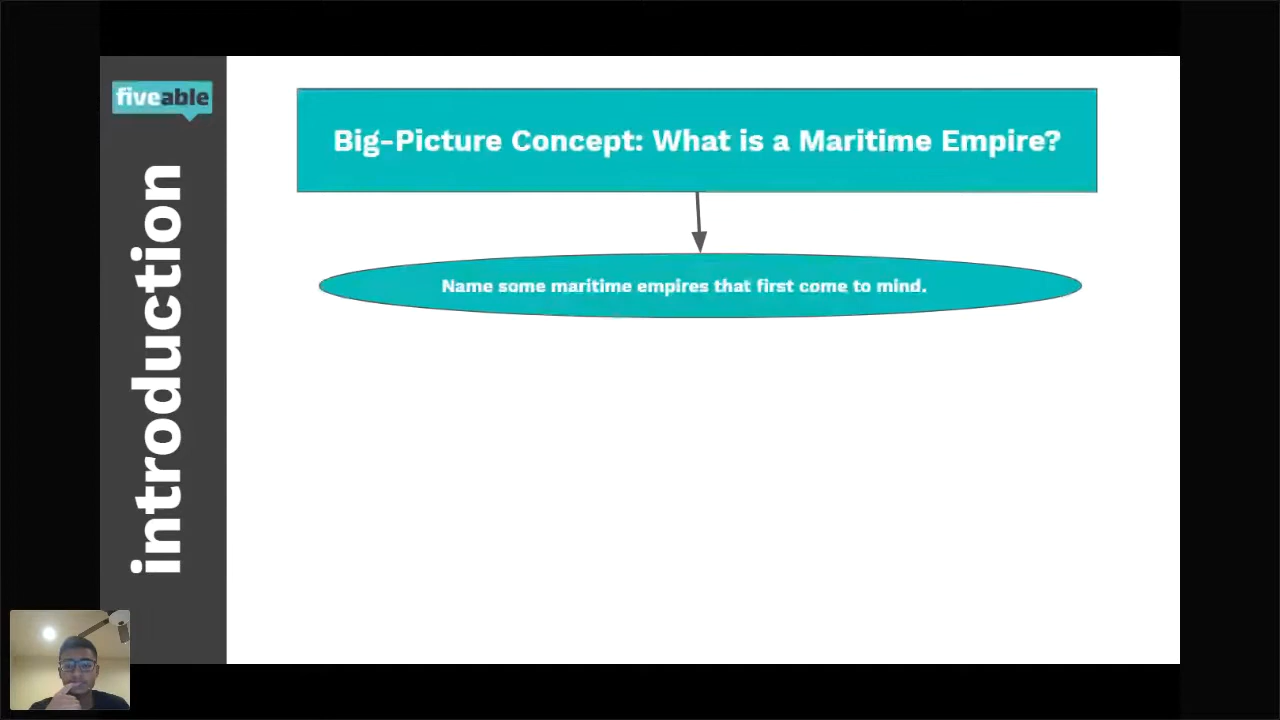 fiveable
introduction
Big-Picture Concept: What is a Maritime Empire?
Name some maritime empires that first come to mind.